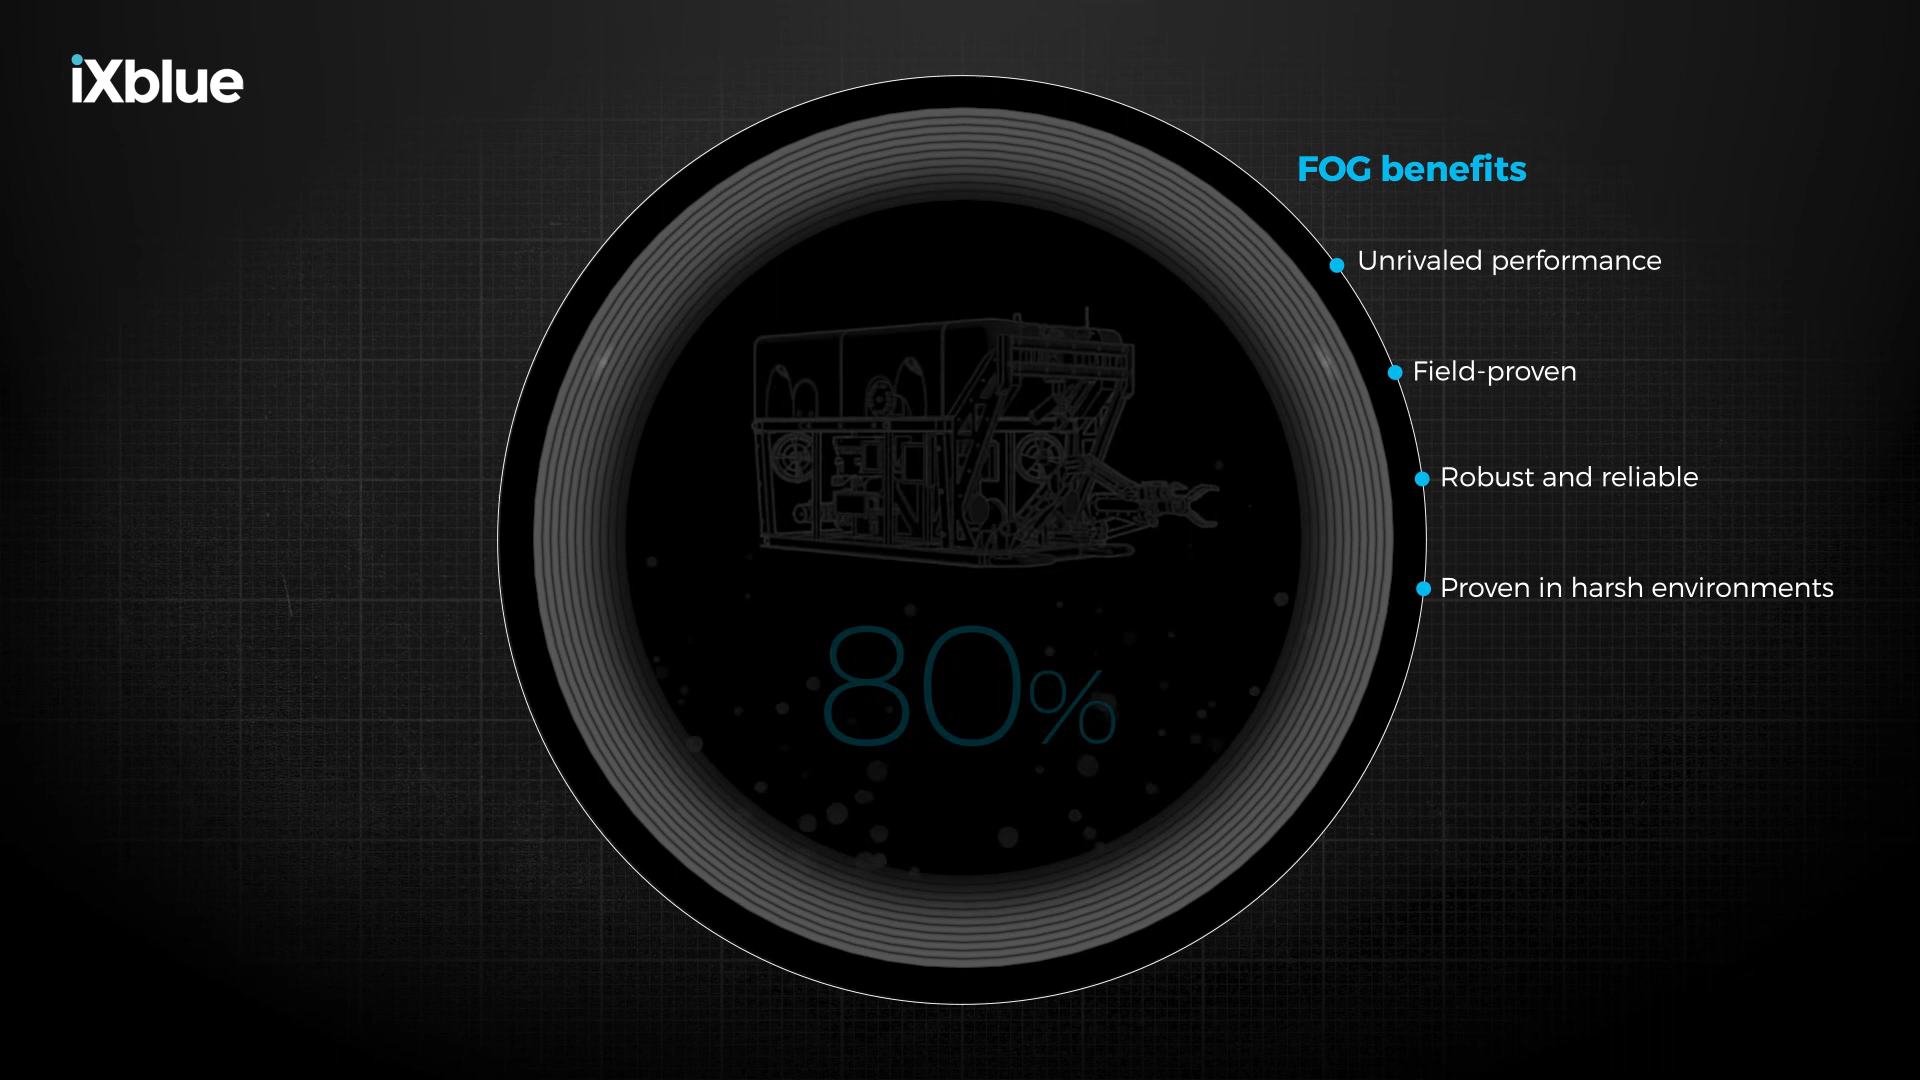 iXblue
FOG benefits
Unrivaled performance
Field-proven
Robust and reliable
Proven in harsh environments
80%